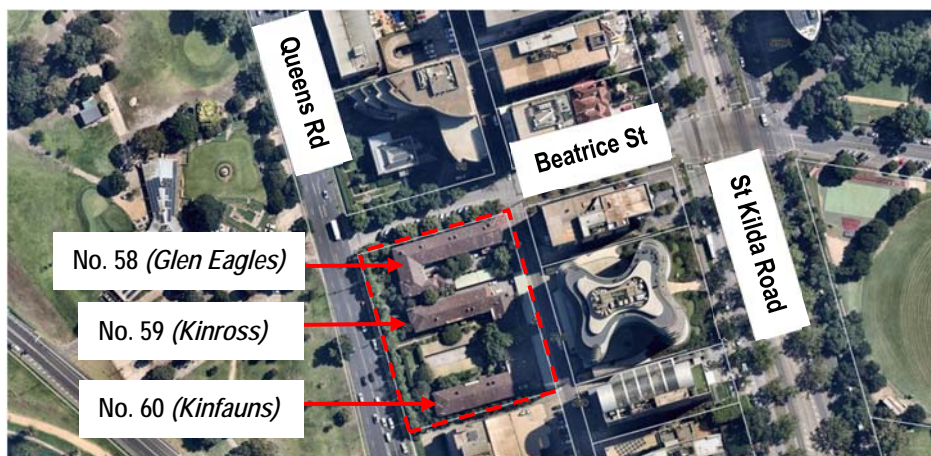 Queens Rd
Beatrice St
St Kilda Road
No. 58 (Glen Eagles)
No. 59 (Kinross)
No. 60 (Kinfauns)